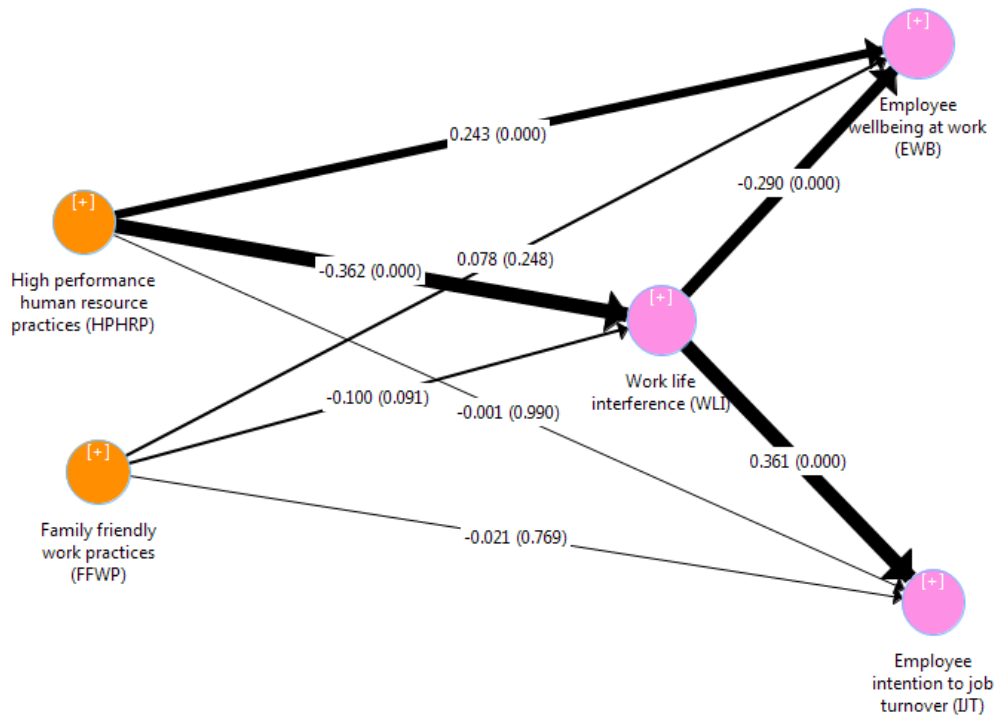 [+]
Employee
wellbeing at work
(EWB)
0.243 (0.000)
-0.290 (0.000)
[+]
High performance
human resource
practices (HPHRP)
0.078 (0.248)
-0.362 (0.000)
[+]
Work life
interference (WLI)
-0.100 (0.091)
-0.001 (0.990)
[+]
Family friendly
work practices
(FFWP)
0.361 (0.000)
-0.021 (0.769)
[+]
Employee
intention to job
turnover (IJT)